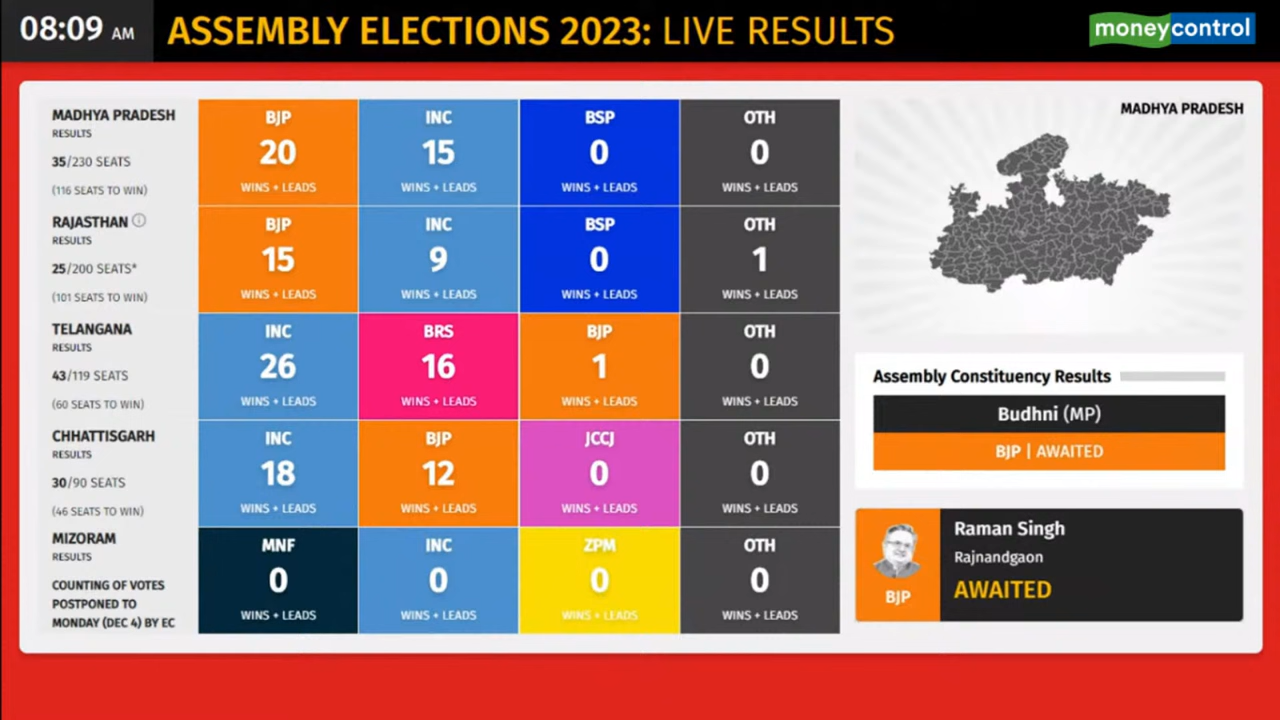 08:09 AM
ASSEMBLY ELECTIONS 2023: LIVE RESULTS
moneycontrol
MADHYA PRADESH
RESULTS
35/230 SEATS
(116 SEATS TO WIN)
BJP
20
WINS + LEADS
INC
15
WINS + LEADS
BSP
0
WINS + LEADS
OTH
0
WINS + LEADS
RAJASTHAN ⓘ
RESULTS
25/200 SEATS*
(101 SEATS TO WIN)
BJP
15
WINS + LEADS
INC
9
WINS + LEADS
BSP
0
WINS + LEADS
OTH
1
WINS + LEADS
TELANGANA
RESULTS
43/119 SEATS
(60 SEATS TO WIN)
INC
26
WINS + LEADS
BRS
16
WINS + LEADS
BJP
1
WINS + LEADS
OTH
0
WINS + LEADS
CHHATTISGARH
RESULTS
30/90 SEATS
(46 SEATS TO WIN)
INC
18
WINS + LEADS
BJP
12
WINS + LEADS
JCCJ
0
WINS + LEADS
OTH
0
WINS + LEADS
MIZORAM
RESULTS
COUNTING OF VOTES
POSTPONED TO
MONDAY (DEC 4) BY EC
MNF
0
WINS + LEADS
INC
0
WINS + LEADS
ZPM
0
WINS + LEADS
OTH
0
WINS + LEADS
MADHYA PRADESH
Assembly Constituency Results
Budhni (MP)
BJP | AWAITED
BJP
Raman Singh
Rajnandgaon
AWAITED